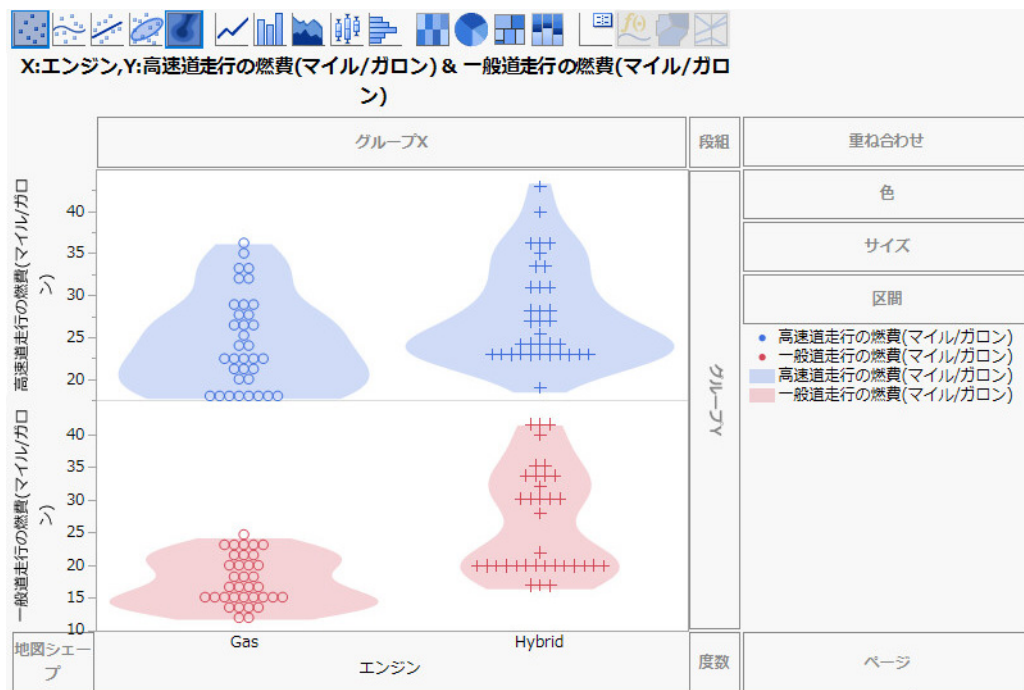 X:エンジン,Y:高速道走行の燃費(マイル/ガロン) & 一般道走行の燃費(マイル/ガロ
ン)
グループX
段組
重ね合わせ
高速道走行の燃費(マイル/ガロ
ン)
40
35
30
25
20
一般道走行の燃費(マイル/ガロ
ン)
40
35
30
25
20
15
10
グループY
色
サイズ
区間
高速道走行の燃費(マイル/ガロン)
一般道走行の燃費(マイル/ガロン)
高速道走行の燃費(マイル/ガロン)
一般道走行の燃費(マイル/ガロン)
地図シェー
プ
Gas
Hybrid
エンジン
度数
ページ